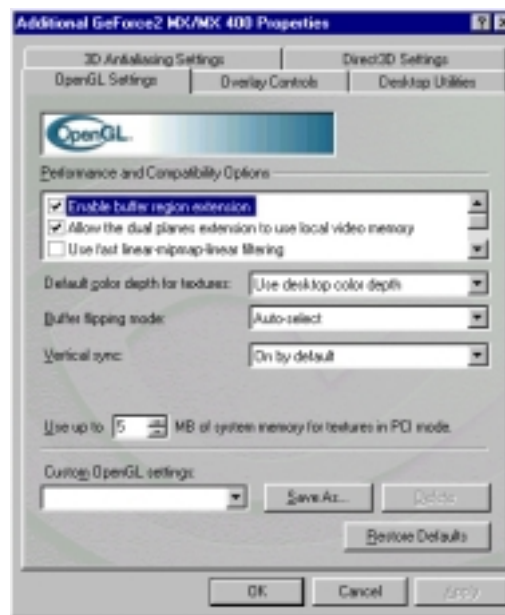 Additional GeForce2 MX/MX 400 Properties
3D Antialiasing Settings
Direct3D Settings
OpenGL Settings
Overlay Controls
Desktop Utilities
OpenGL.
Performance and Compatibility Options
Enable buffer region extension
Allow the dual planes extension to use local video memory
Use fast linear-mipmap-linear filtering
Default color depth for textures: Use desktop color depth
Buffer flipping mode: Auto-select
Vertical sync: On by default
Use up to 5 MB of system memory for textures in PCI mode.
Custom OpenGL settings:
Save As... Delete
Restore Defaults
OK Cancel Apply